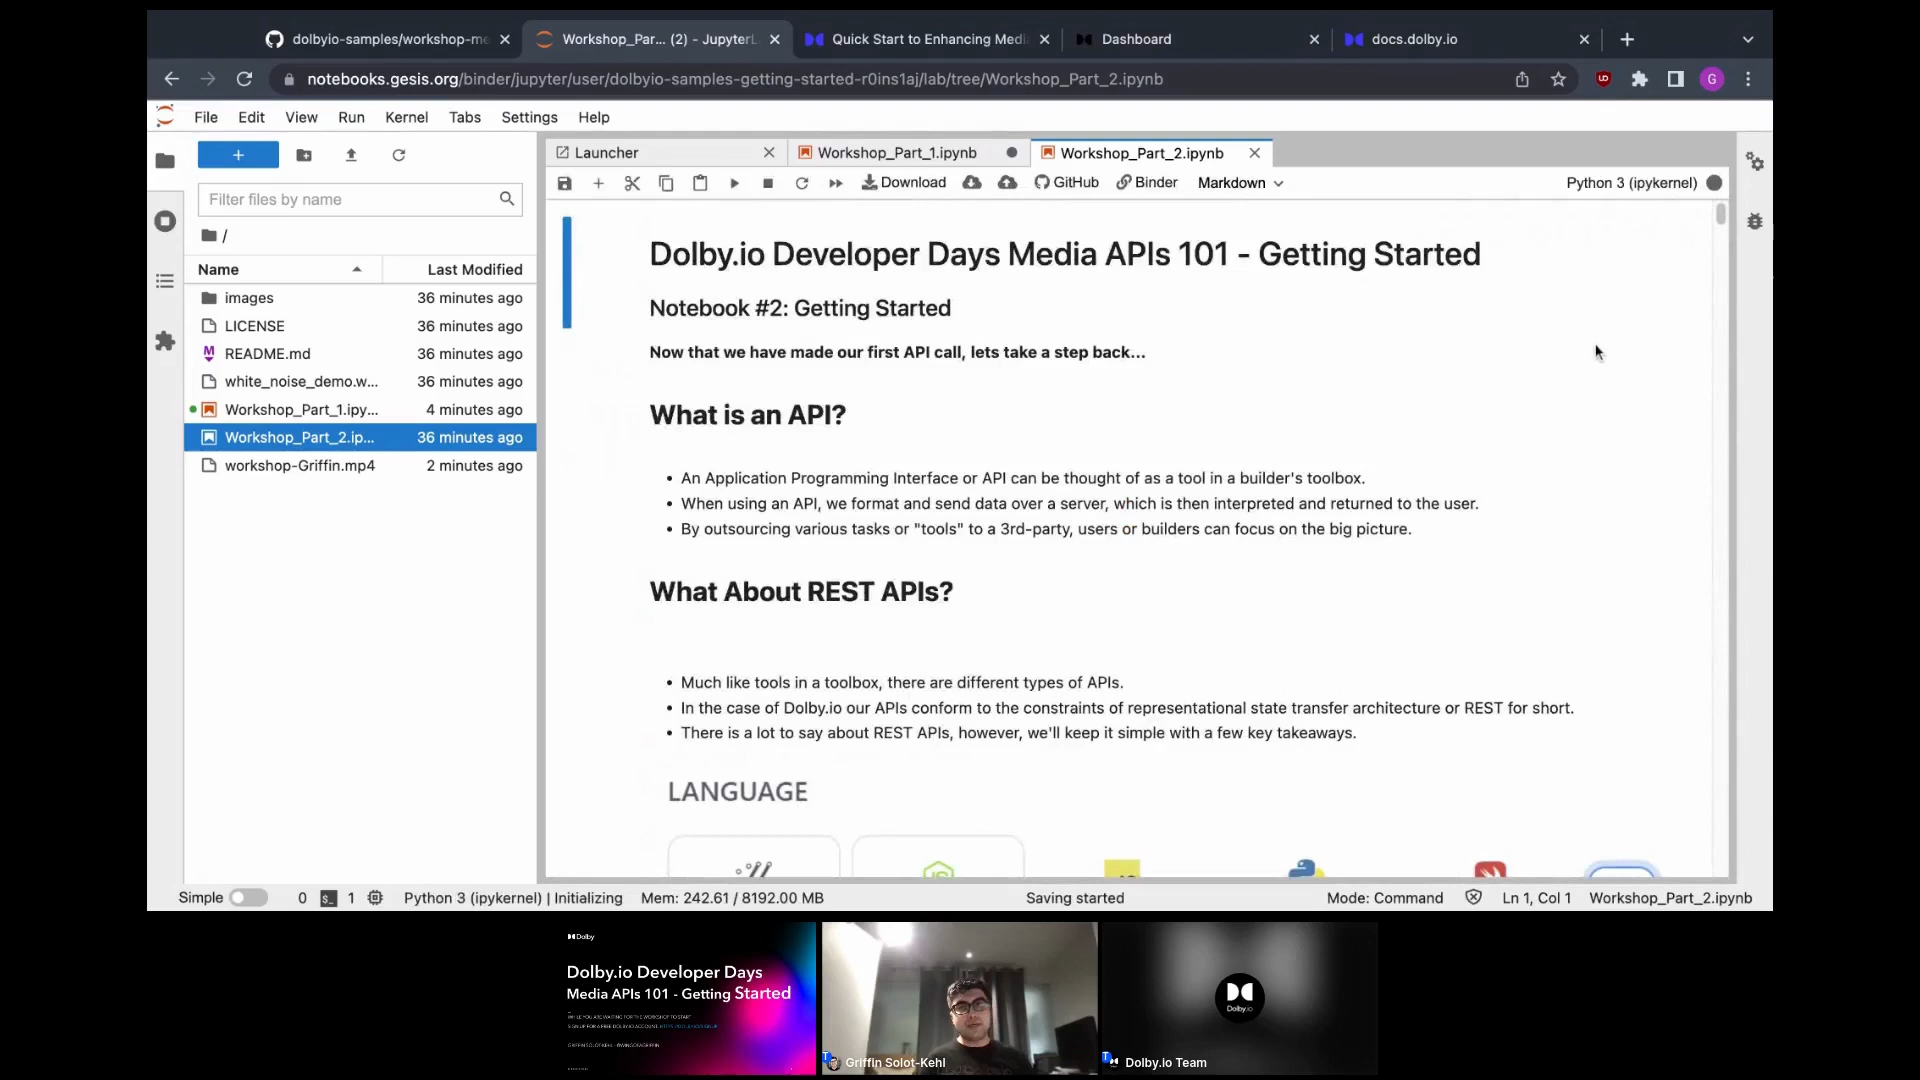 dolbyio-samples/workshop-me
Workshop_Par... (2) - JupyterL
Quick Start to Enhancing Medi
Dashboard
docs.dolby.io
notebooks.gesis.org/binder/jupyter/user/dolbyio-samples-getting-started-r0ins1aj/lab/tree/Workshop_Part_2.ipynb
G
File Edit View Run Kernel Tabs Settings Help
Launcher
Workshop_Part_1.ipynb
Workshop_Part_2.ipynb
Filter files by name
Download
GitHub
Binder
Markdown
Python 3 (ipykernel)
/
Name Last Modified
images 36 minutes ago
LICENSE 36 minutes ago
README.md 36 minutes ago
white_noise_demo.w... 36 minutes ago
Workshop_Part_1.ipy... 4 minutes ago
Workshop_Part_2.ip... 36 minutes ago
workshop-Griffin.mp4 2 minutes ago
Dolby.io Developer Days Media APIs 101 - Getting Started
Notebook #2: Getting Started
Now that we have made our first API call, lets take a step back...
What is an API?
• An Application Programming Interface or API can be thought of as a tool in a builder's toolbox.
• When using an API, we format and send data over a server, which is then interpreted and returned to the user.
• By outsourcing various tasks or "tools" to a 3rd-party, users or builders can focus on the big picture.
What About REST APIs?
• Much like tools in a toolbox, there are different types of APIs.
• In the case of Dolby.io our APIs conform to the constraints of representational state transfer architecture or REST for short.
• There is a lot to say about REST APIs, however, we'll keep it simple with a few key takeaways.
LANGUAGE
Simple
0
1
Python 3 (ipykernel) | Initializing
Mem: 242.61 / 8192.00 MB
Saving started
Mode: Command
Ln 1, Col 1
Workshop_Part_2.ipynb
Dolby
Dolby.io Developer Days
Media APIs 101 - Getting Started
WHILE YOU ARE WAITING FOR THE WORKSHOP TO START
Griffin Solot-Kehl
Dolby.io
Dolby.io Team